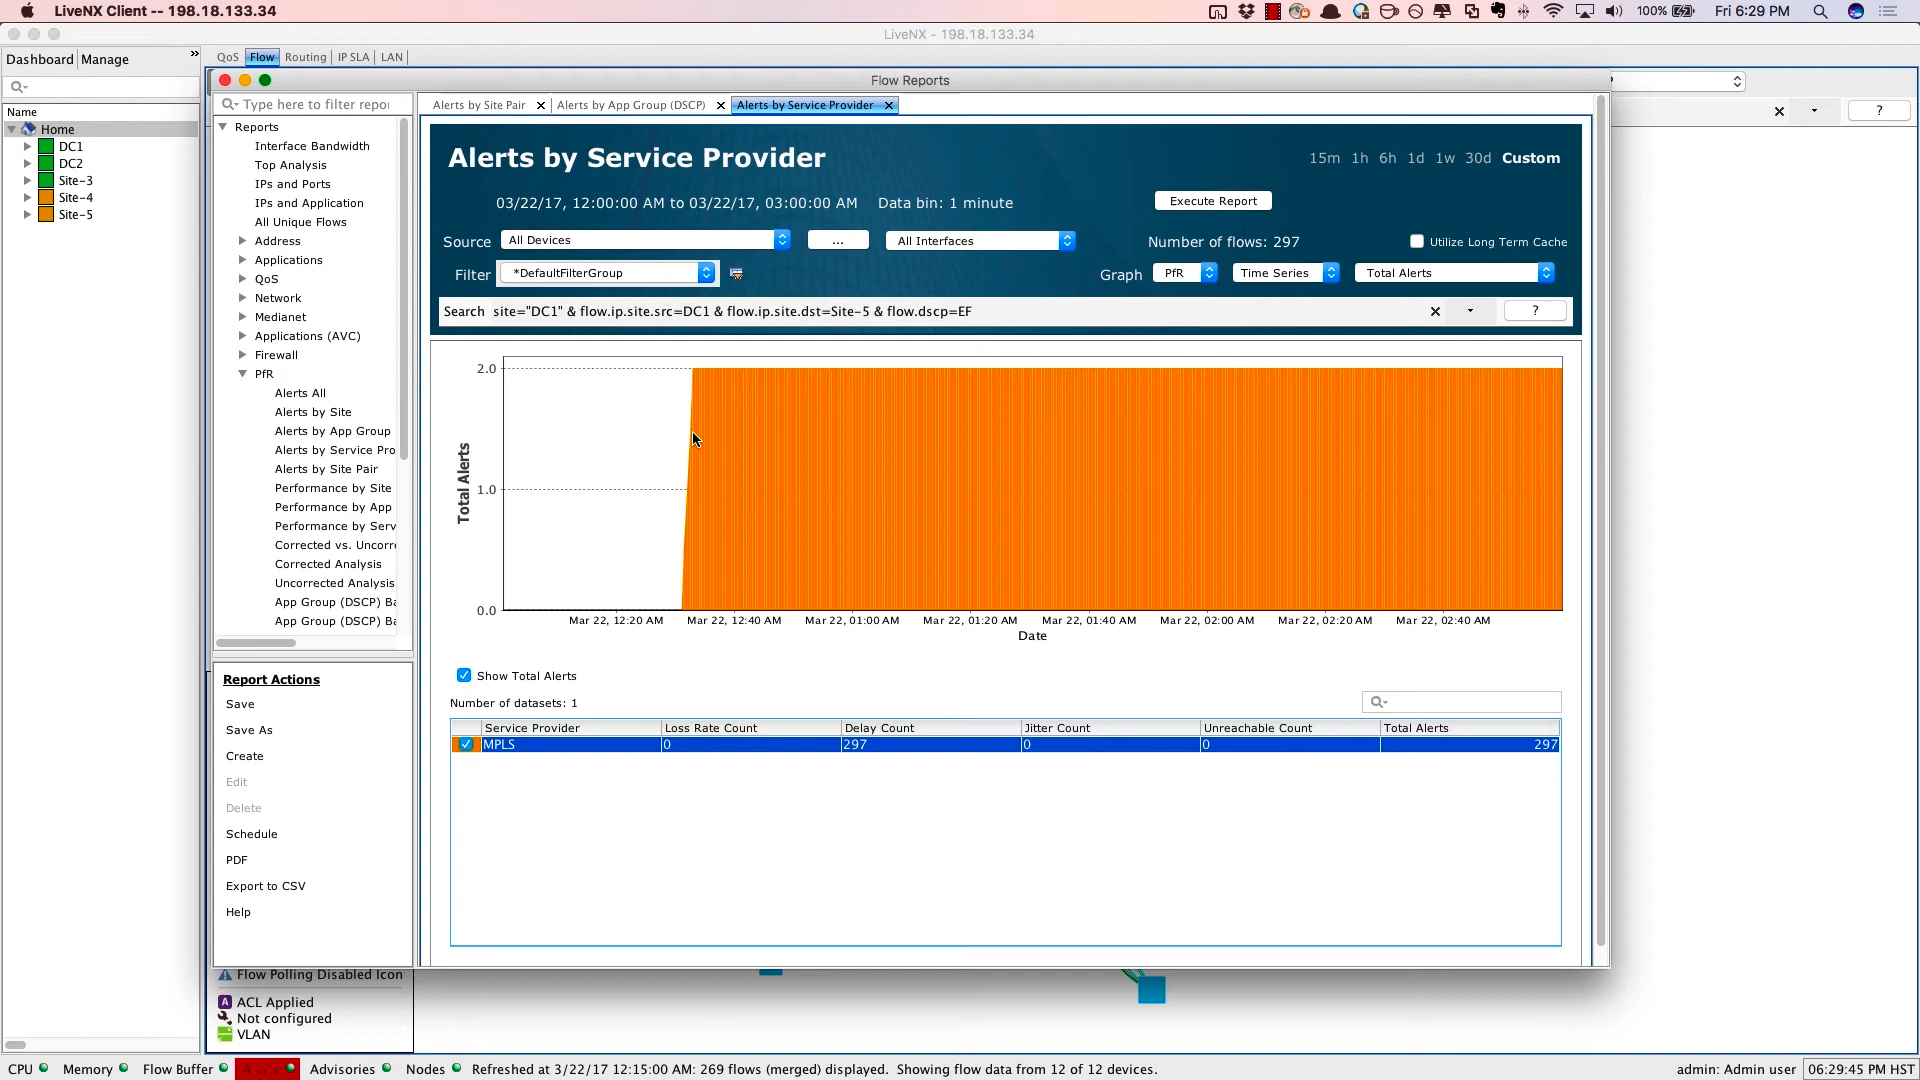 LiveNX Client -- 198.18.133.34
100%
Fri 6:29 PM
LiveNX - 198.18.133.34
Dashboard Manage
QoS Flow Routing IP SLA LAN
Name
Home
DC1
DC2
Site-3
Site-4
Site-5
?
Flow Reports
Type here to filter repor
Reports
Interface Bandwidth
Top Analysis
IPs and Ports
IPs and Application
All Unique Flows
Address
Applications
QoS
Network
Medianet
Applications (AVC)
Firewall
PfR
Alerts All
Alerts by Site
Alerts by App Group
Alerts by Service Pro
Alerts by Site Pair
Performance by Site
Performance by App
Performance by Serv
Corrected vs. Uncorre
Corrected Analysis
Uncorrected Analysis
App Group (DSCP) Ba
App Group (DSCP) Ba
Report Actions
Save
Save As
Create
Edit
Delete
Schedule
PDF
Export to CSV
Help
Alerts by Site Pair
Alerts by App Group (DSCP)
Alerts by Service Provider
Alerts by Service Provider
15m 1h 6h 1d 1w 30d Custom
03/22/17, 12:00:00 AM to 03/22/17, 03:00:00 AM Data bin: 1 minute
Execute Report
Source All Devices ... All Interfaces
Number of flows: 297
Utilize Long Term Cache
Filter *DefaultFilterGroup
Graph PfR Time Series Total Alerts
Search site="DC1" & flow.ip.site.src=DC1 & flow.ip.site.dst=Site-5 & flow.dscp=EF
?
Total Alerts
2.0
1.0
0.0
Mar 22, 12:20 AM Mar 22, 12:40 AM Mar 22, 01:00 AM Mar 22, 01:20 AM Mar 22, 01:40 AM Mar 22, 02:00 AM Mar 22, 02:20 AM Mar 22, 02:40 AM
Date
Show Total Alerts
Number of datasets: 1
Service Provider Loss Rate Count Delay Count Jitter Count Unreachable Count Total Alerts
MPLS 0 297 0 0 297
Flow Polling Disabled Icon
A ACL Applied
Not configured
VLAN
CPU Memory Flow Buffer Advisories Nodes Refreshed at 3/22/17 12:15:00 AM: 269 flows (merged) displayed. Showing flow data from 12 of 12 devices.
admin: Admin user 06:29:45 PM HST